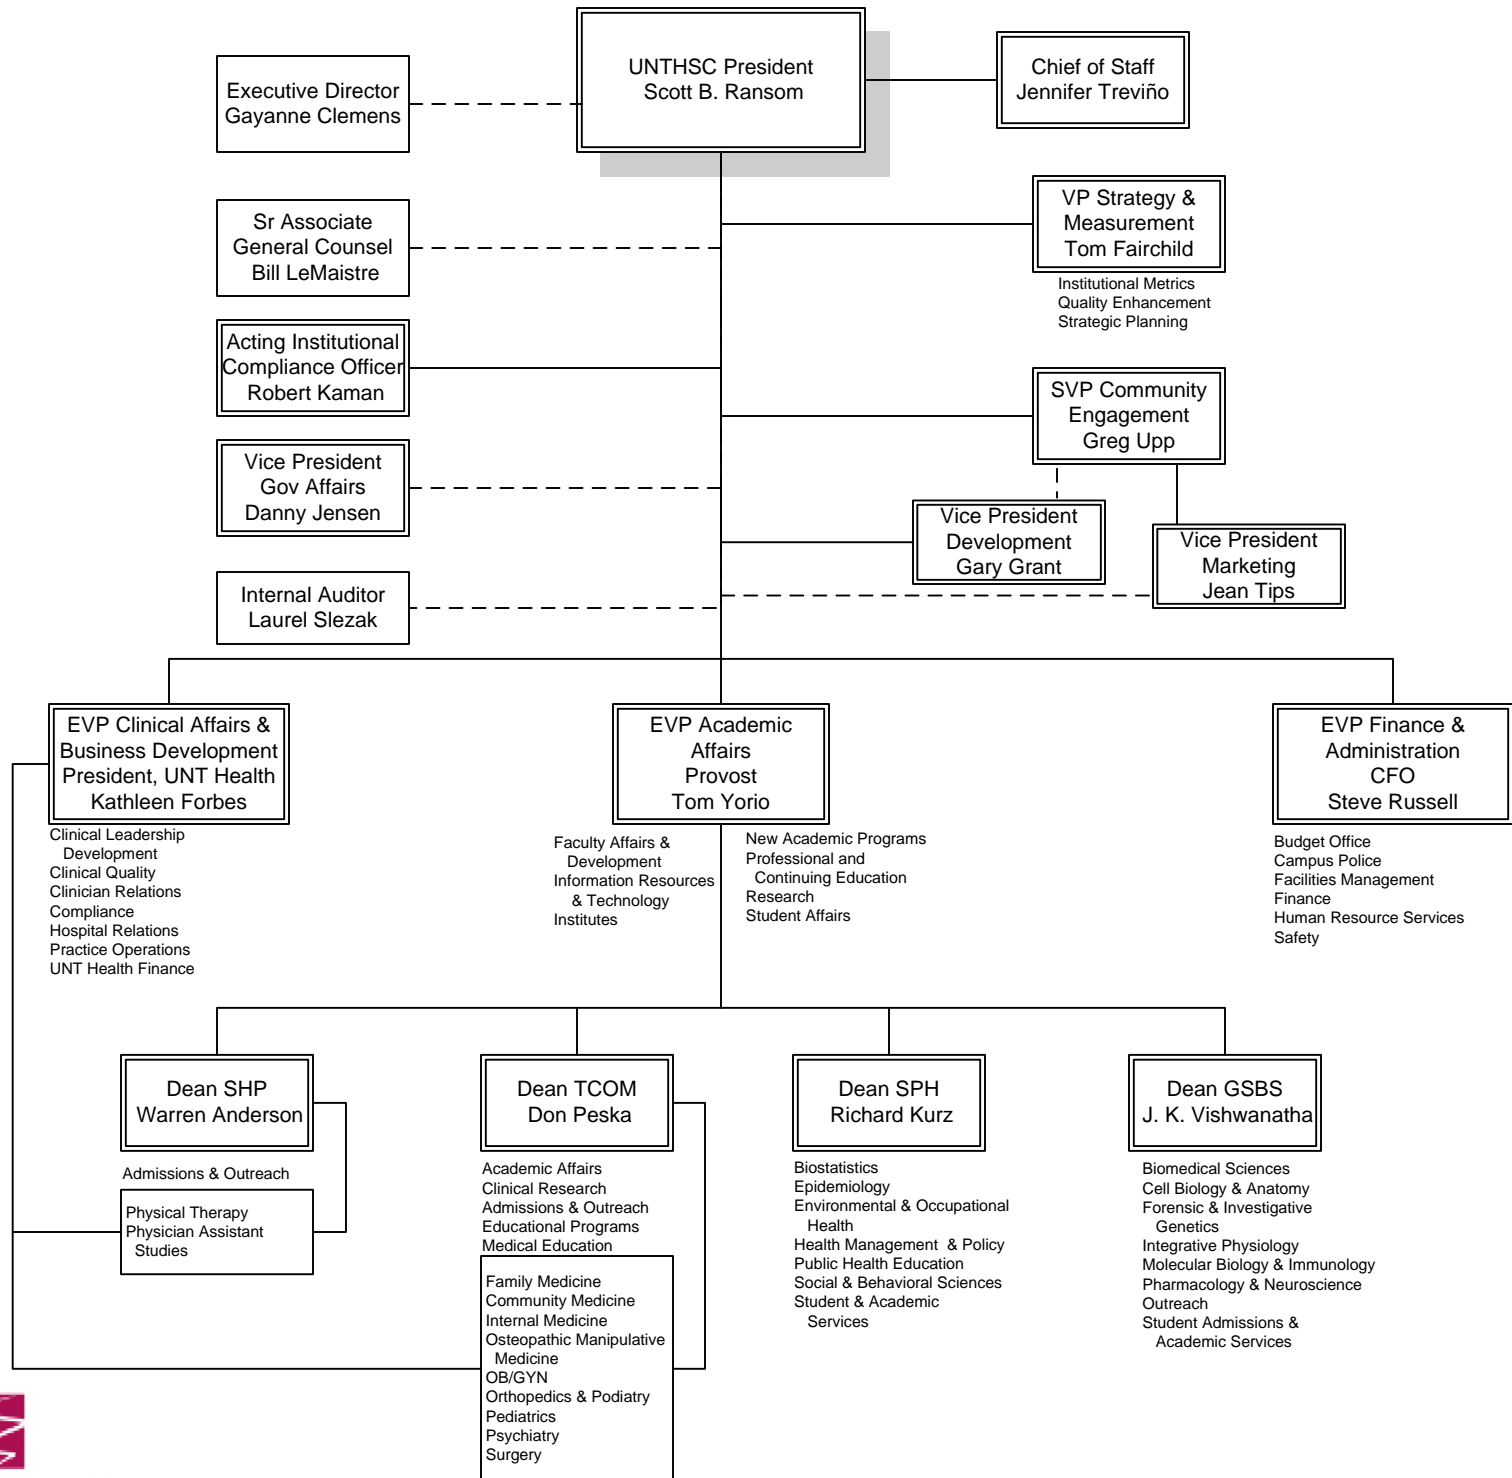 UNTHSC President
Scott B. Ransom
Executive Director
Gayanne Clemens
Chief of Staff
Jennifer Treviño
Sr Associate
General Counsel
Bill LeMaistre
VP Strategy &
Measurement
Tom Fairchild
Institutional Metrics
Quality Enhancement
Strategic Planning
Acting Institutional
Compliance Officer
Robert Kaman
SVP Community
Engagement
Greg Upp
Vice President
Gov Affairs
Danny Jensen
Vice President
Development
Gary Grant
Vice President
Marketing
Jean Tips
Internal Auditor
Laurel Slezak
EVP Clinical Affairs &
Business Development
President, UNT Health
Kathleen Forbes
Clinical Leadership
Development
Clinical Quality
Clinician Relations
Compliance
Hospital Relations
Practice Operations
UNT Health Finance
EVP Academic
Affairs
Provost
Tom Yorio
Faculty Affairs &
Development
Information Resources
& Technology
Institutes
New Academic Programs
Professional and
Continuing Education
Research
Student Affairs
EVP Finance &
Administration
CFO
Steve Russell
Budget Office
Campus Police
Facilities Management
Finance
Human Resource Services
Safety
Dean SHP
Warren Anderson
Admissions & Outreach
Physical Therapy
Physician Assistant
Studies
Dean TCOM
Don Peska
Academic Affairs
Clinical Research
Admissions & Outreach
Educational Programs
Medical Education
Family Medicine
Community Medicine
Internal Medicine
Osteopathic Manipulative
Medicine
OB/GYN
Orthopedics & Podiatry
Pediatrics
Psychiatry
Surgery
Dean SPH
Richard Kurz
Biostatistics
Epidemiology
Environmental & Occupational
Health
Health Management & Policy
Public Health Education
Social & Behavioral Sciences
Student & Academic
Services
Dean GSBS
J. K. Vishwanatha
Biomedical Sciences
Cell Biology & Anatomy
Forensic & Investigative
Genetics
Integrative Physiology
Molecular Biology & Immunology
Pharmacology & Neuroscience
Outreach
Student Admissions &
Academic Services